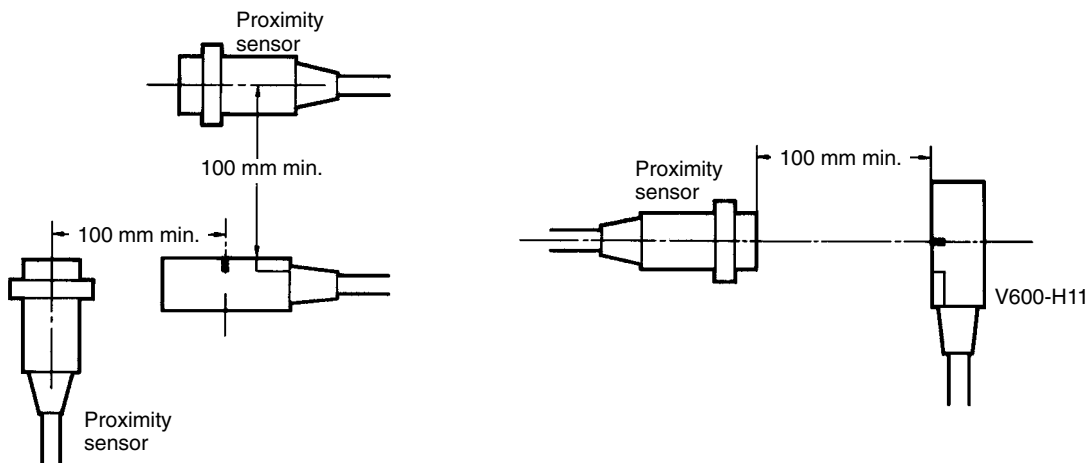 Proximity
sensor
100 mm min.
100 mm min.
Proximity
sensor
Proximity
sensor
100 mm min.
V600-H11